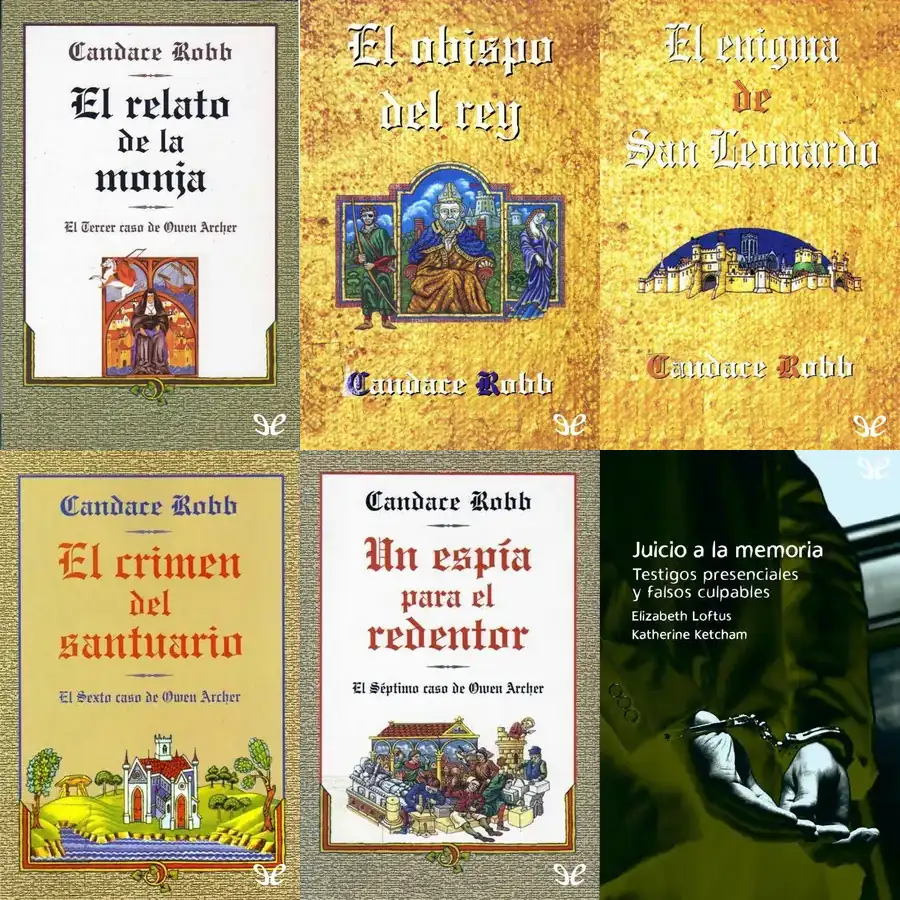 Candace Robb
El relato
de la
monja
El Tercer caso de Owen Archer
El obispo
del rey
Candace Robb
El enigma
de
San Leonardo
Candace Robb
Candace Robb
El crimen
del
santuario
El Sexto caso de Owen Archer
Candace Robb
Un espía
para el
redentor
El Séptimo caso de Owen Archer
Juicio a la memoria
Testigos presenciales
y falsos culpables
Elizabeth Loftus
Katherine Ketcham